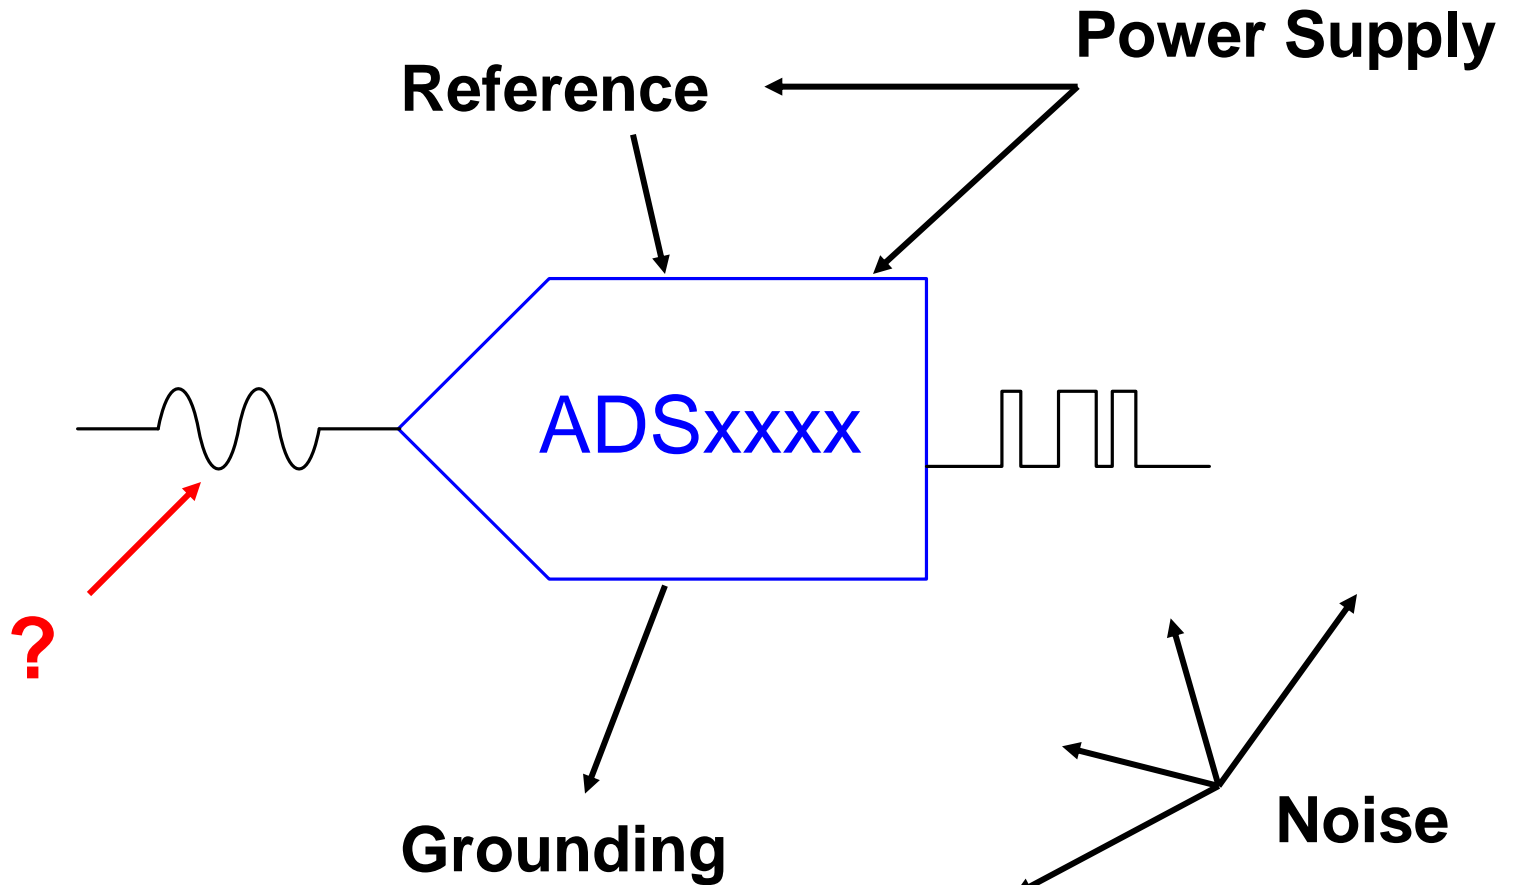 Power Supply
Reference
ADSxxxx
?
Noise
Grounding